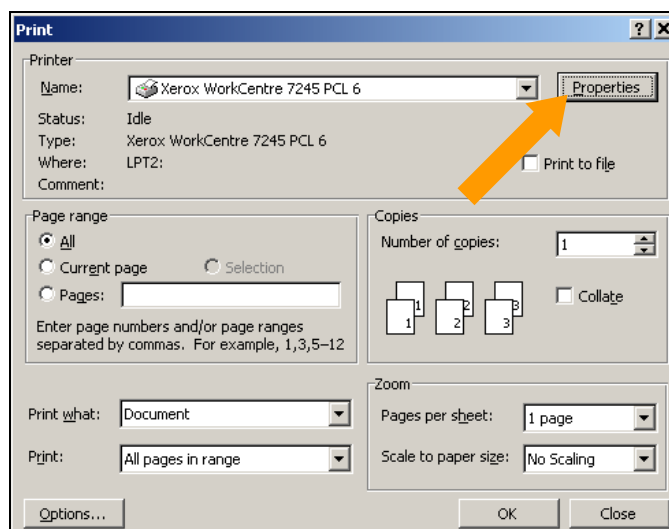 Print
Printer
Name: Xerox WorkCentre 7245 PCL 6 Properties
Status: Idle
Type: Xerox WorkCentre 7245 PCL 6
Where: LPT2: Print to file
Comment:
Page range
All
Current page Selection
Pages:
Enter page numbers and/or page ranges
separated by commas. For example, 1,3,5–12
Copies
Number of copies: 1
1 1 2 2 3 3 Collate
Print what: Document
Print: All pages in range
Zoom
Pages per sheet: 1 page
Scale to paper size: No Scaling
Options... OK Close